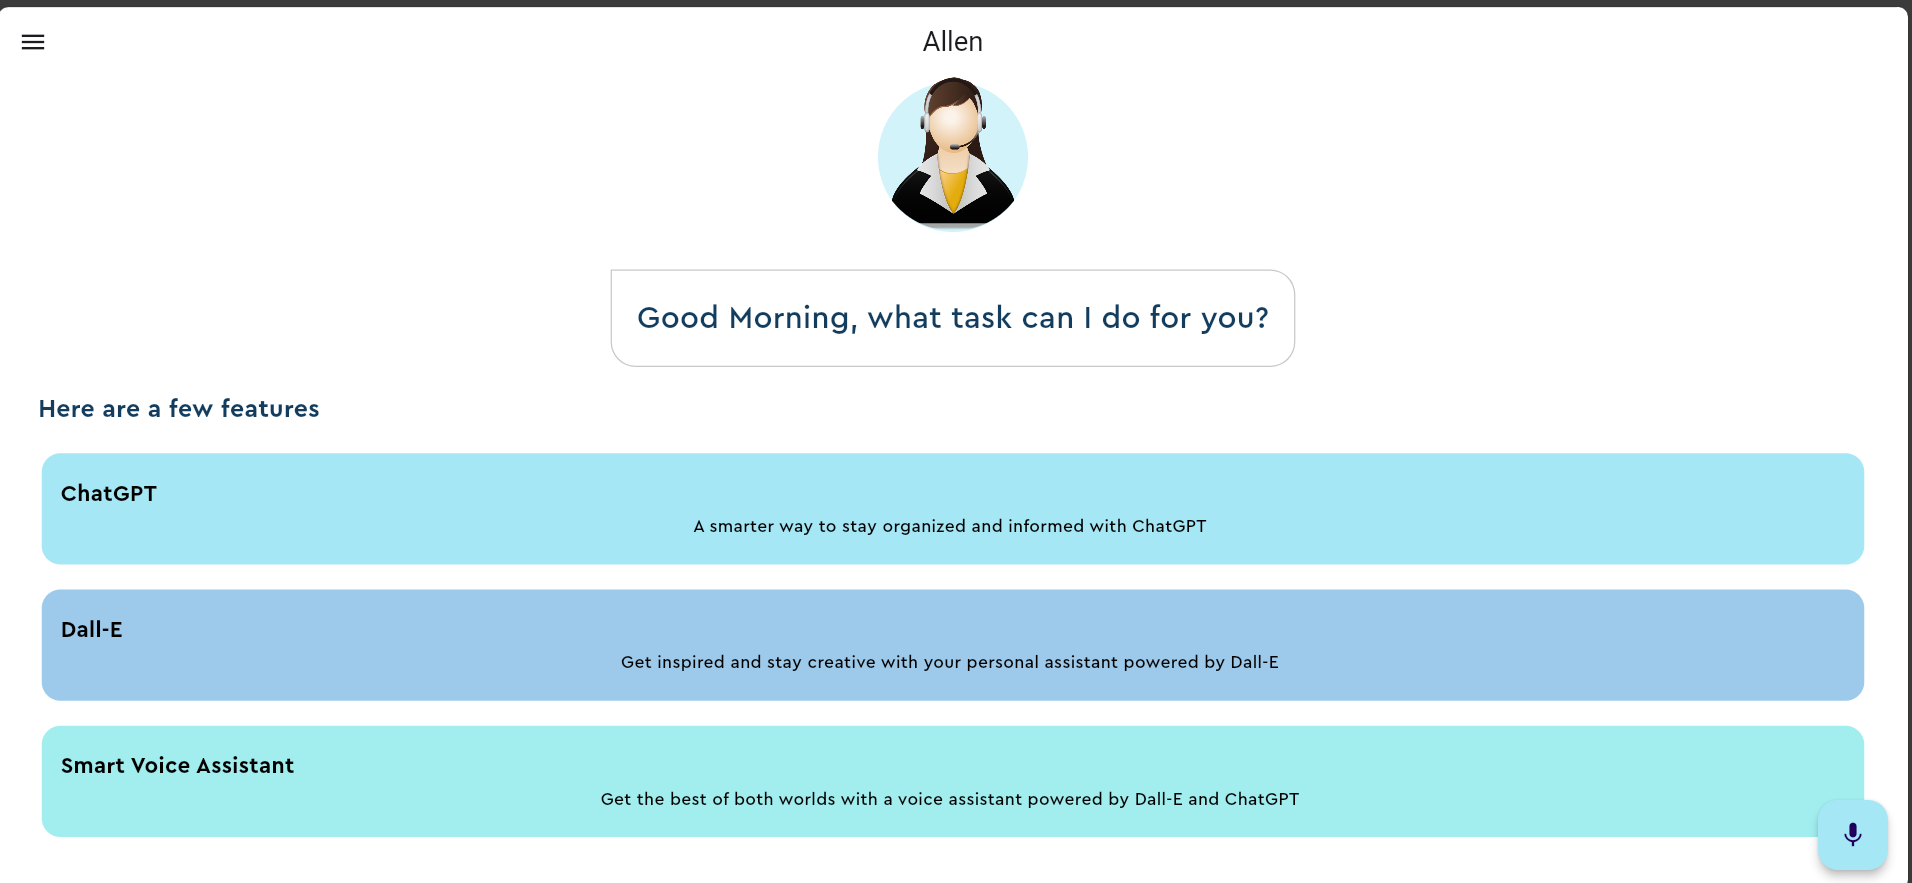 Allen
Good Morning, what task can I do for you?
Here are a few features
ChatGPT
A smarter way to stay organized and informed with ChatGPT
Dall-E
Get inspired and stay creative with your personal assistant powered by Dall-E
Smart Voice Assistant
Get the best of both worlds with a voice assistant powered by Dall-E and ChatGPT